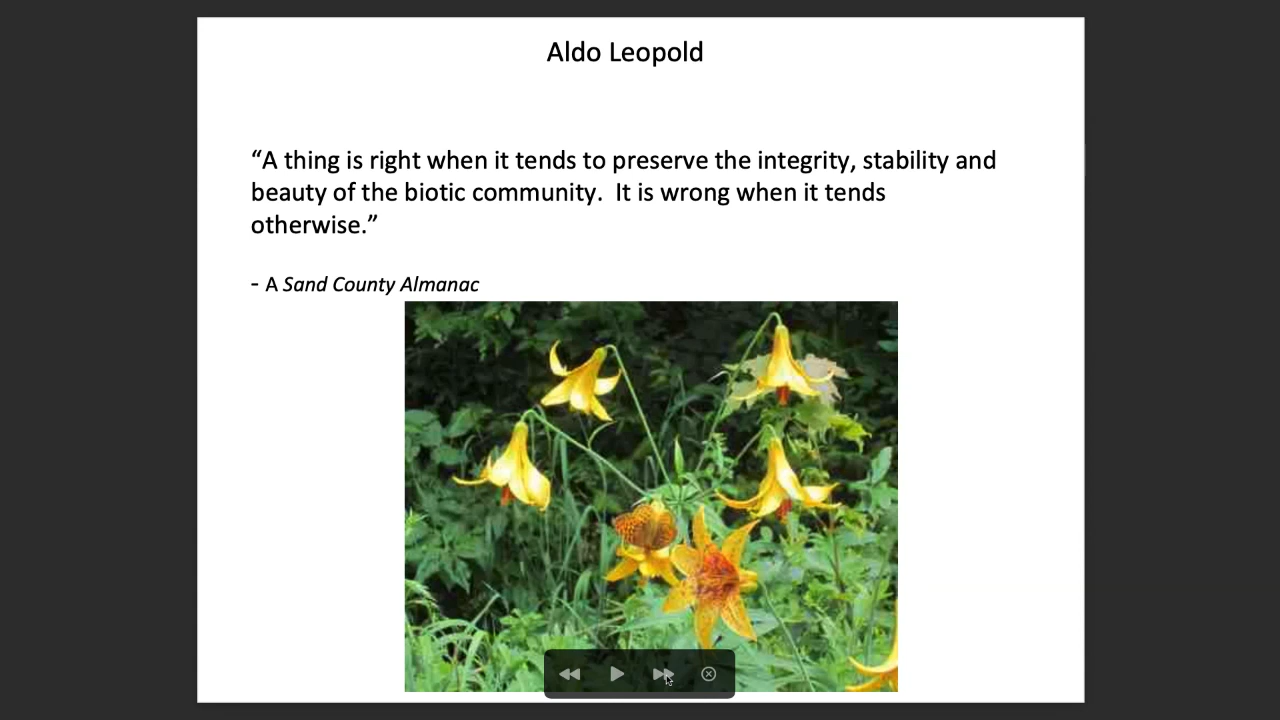 Aldo Leopold
“A thing is right when it tends to preserve the integrity, stability and
beauty of the biotic community.  It is wrong when it tends
otherwise.”
- A Sand County Almanac